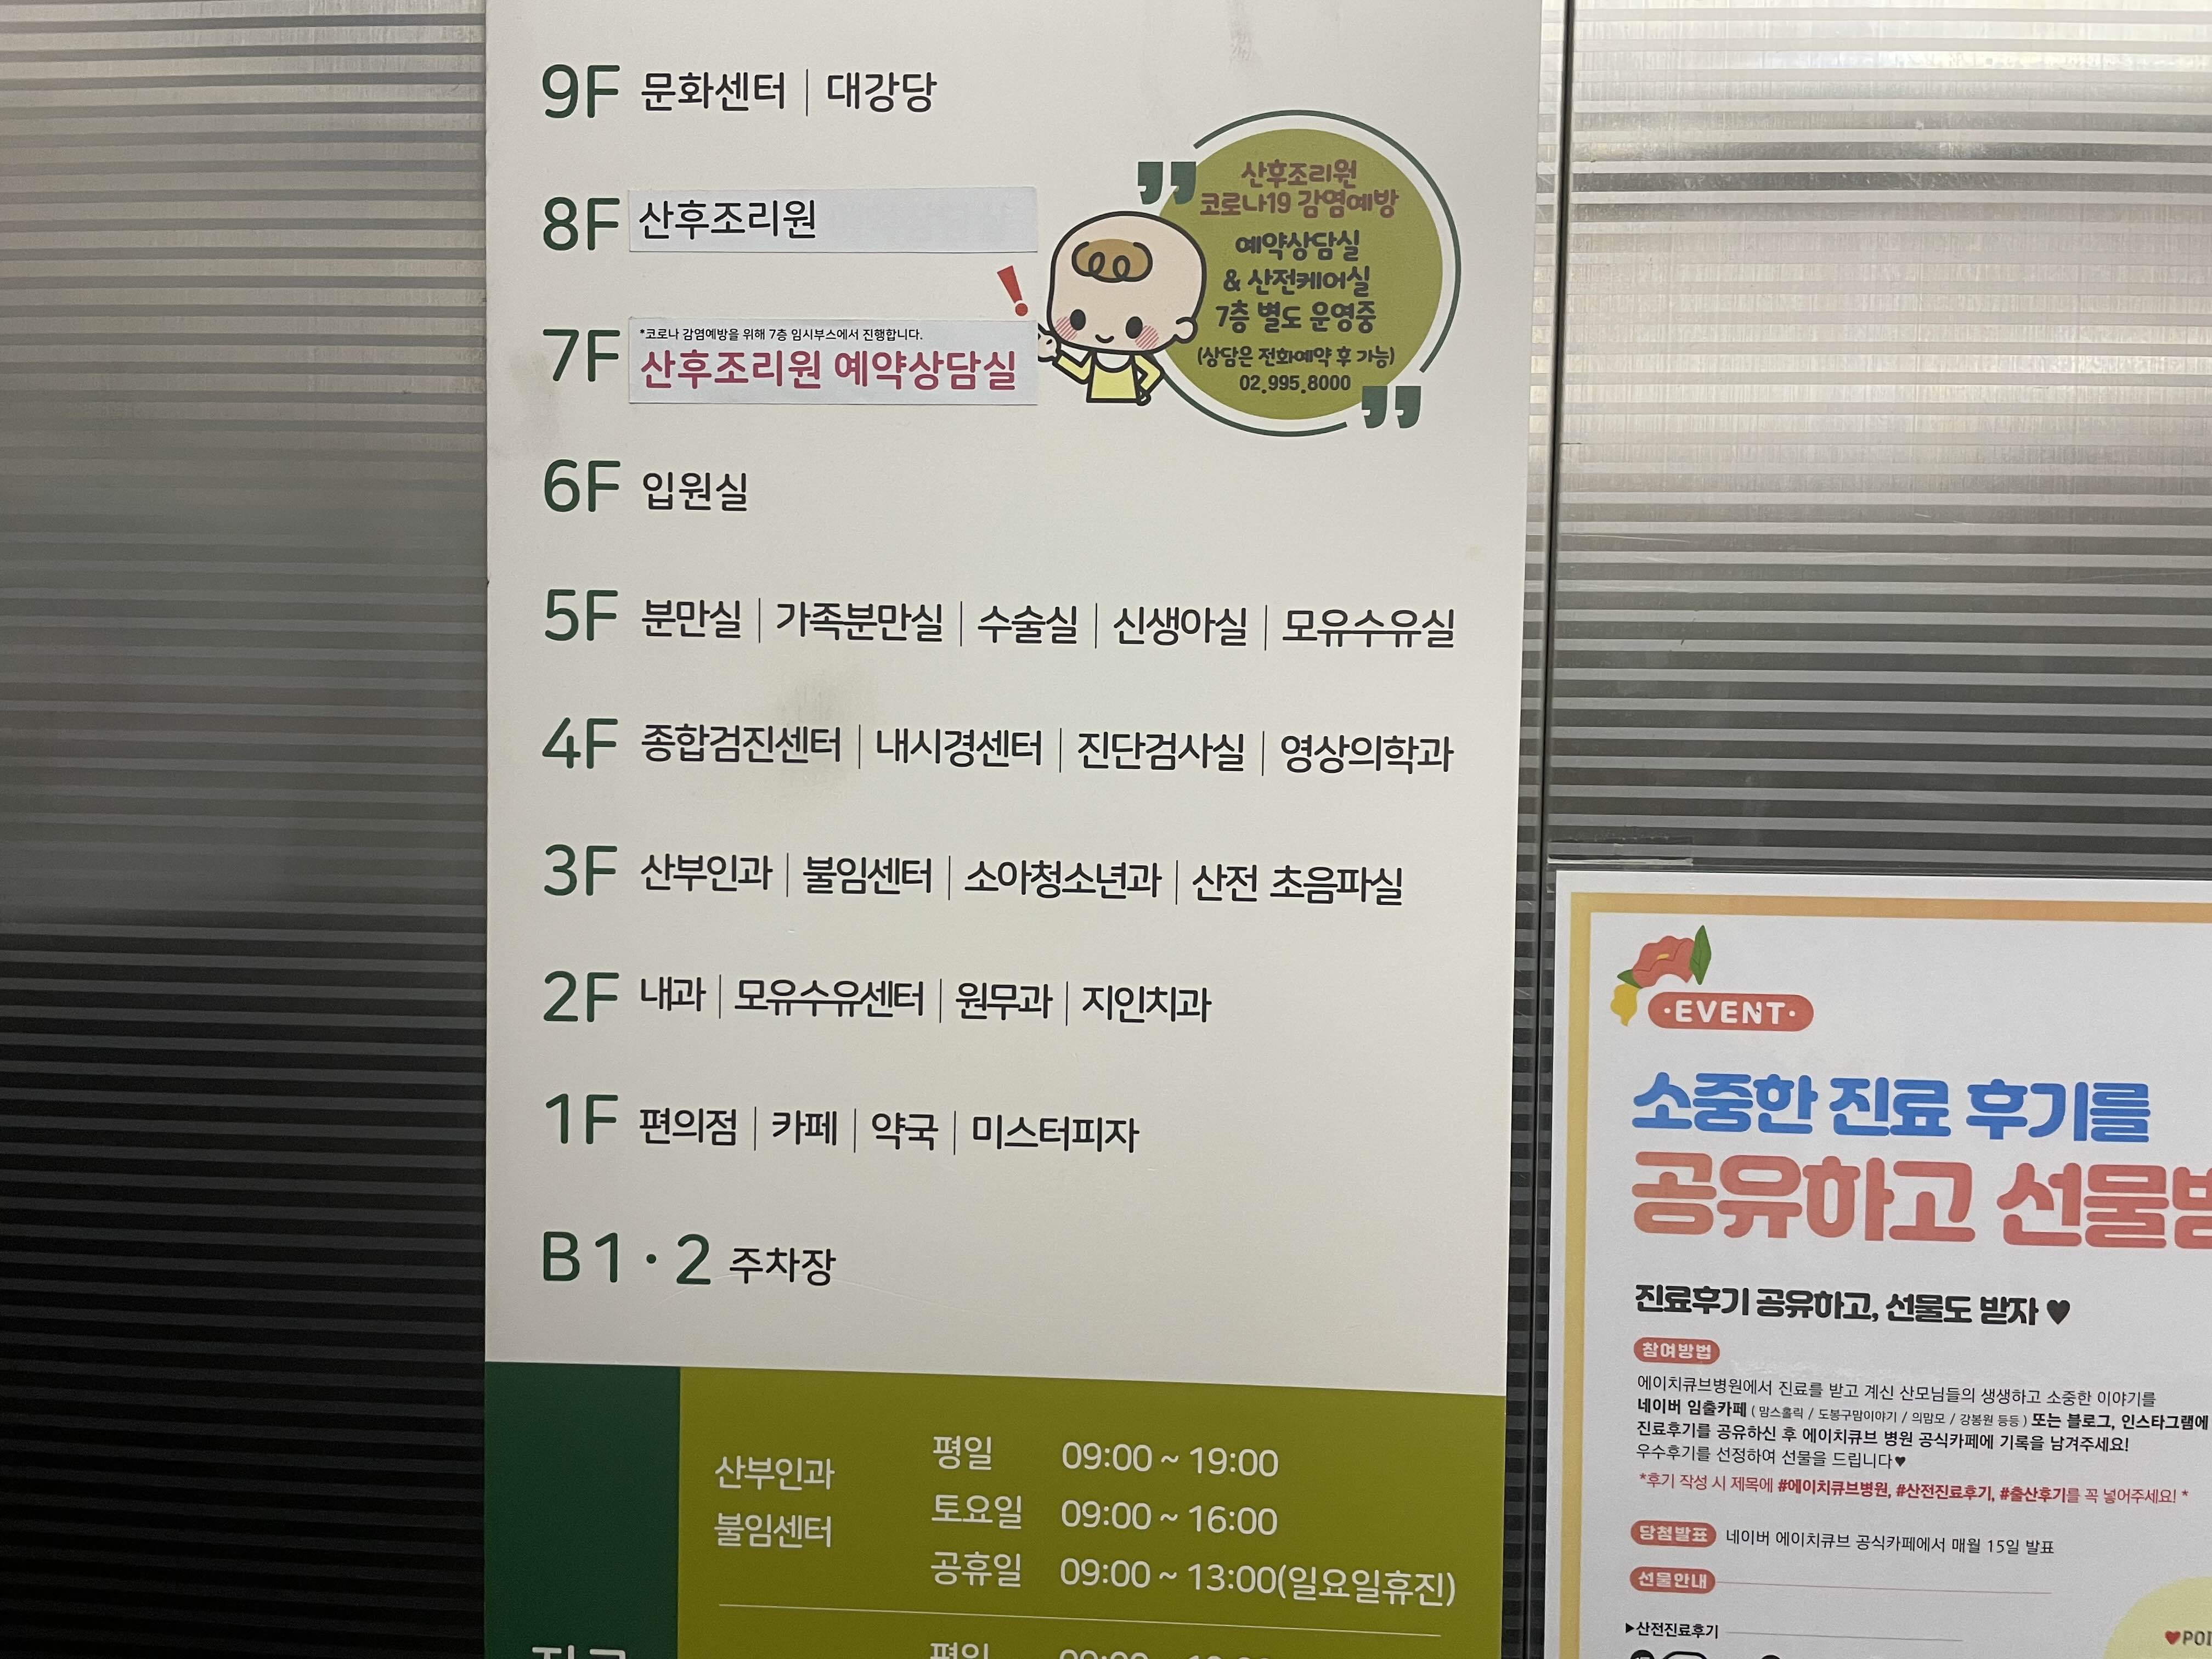 9F 문화센터 | 대강당
8F 산후조리원
산후조리원
코로나19 감염예방
예약상담실
& 산전케어실
7층 별도 운영중
(상담은 전화예약 후 가능)
02.995.8000
*코로나 감염예방을 위해 7층 임시부스에서 진행합니다.
7F 산후조리원 예약상담실
6F 입원실
5F 분만실 | 가족분만실 | 수술실 | 신생아실 | 모유수유실
4F 종합검진센터 | 내시경센터 | 진단검사실 | 영상의학과
3F 산부인과 | 불임센터 | 소아청소년과 | 산전 초음파실
2F 내과 | 모유수유센터 | 원무과 | 지인치과
1F 편의점 | 카페 | 약국 | 미스터피자
B1·2 주차장
산부인과
불임센터
평일 09:00 ~ 19:00
토요일 09:00 ~ 16:00
공휴일 09:00 ~ 13:00(일요일휴진)
평일
·EVENT·
소중한 진료 후기를
공유하고 선물
진료후기 공유하고, 선물도 받자 ♥
참여방법
에이치큐브병원에서 진료를 받고 계신 산모님들의 생생하고 소중한 이야기를
네이버 임출카페 ( 맘스홀릭 / 도봉구맘이야기 / 의맘모 / 강봉원 등등 ) 또는 블로그, 인스타그램에
진료후기를 공유하신 후 에이치큐브 병원 공식카페에 기록을 남겨주세요!
우수후기를 선정하여 선물을 드립니다♥
*후기 작성 시 제목에 #에이치큐브병원, #산전진료후기, #출산후기를 꼭 넣어주세요! *
당첨발표 네이버 에이치큐브 공식카페에서 매월 15일 발표
선물안내
▶산전진료후기